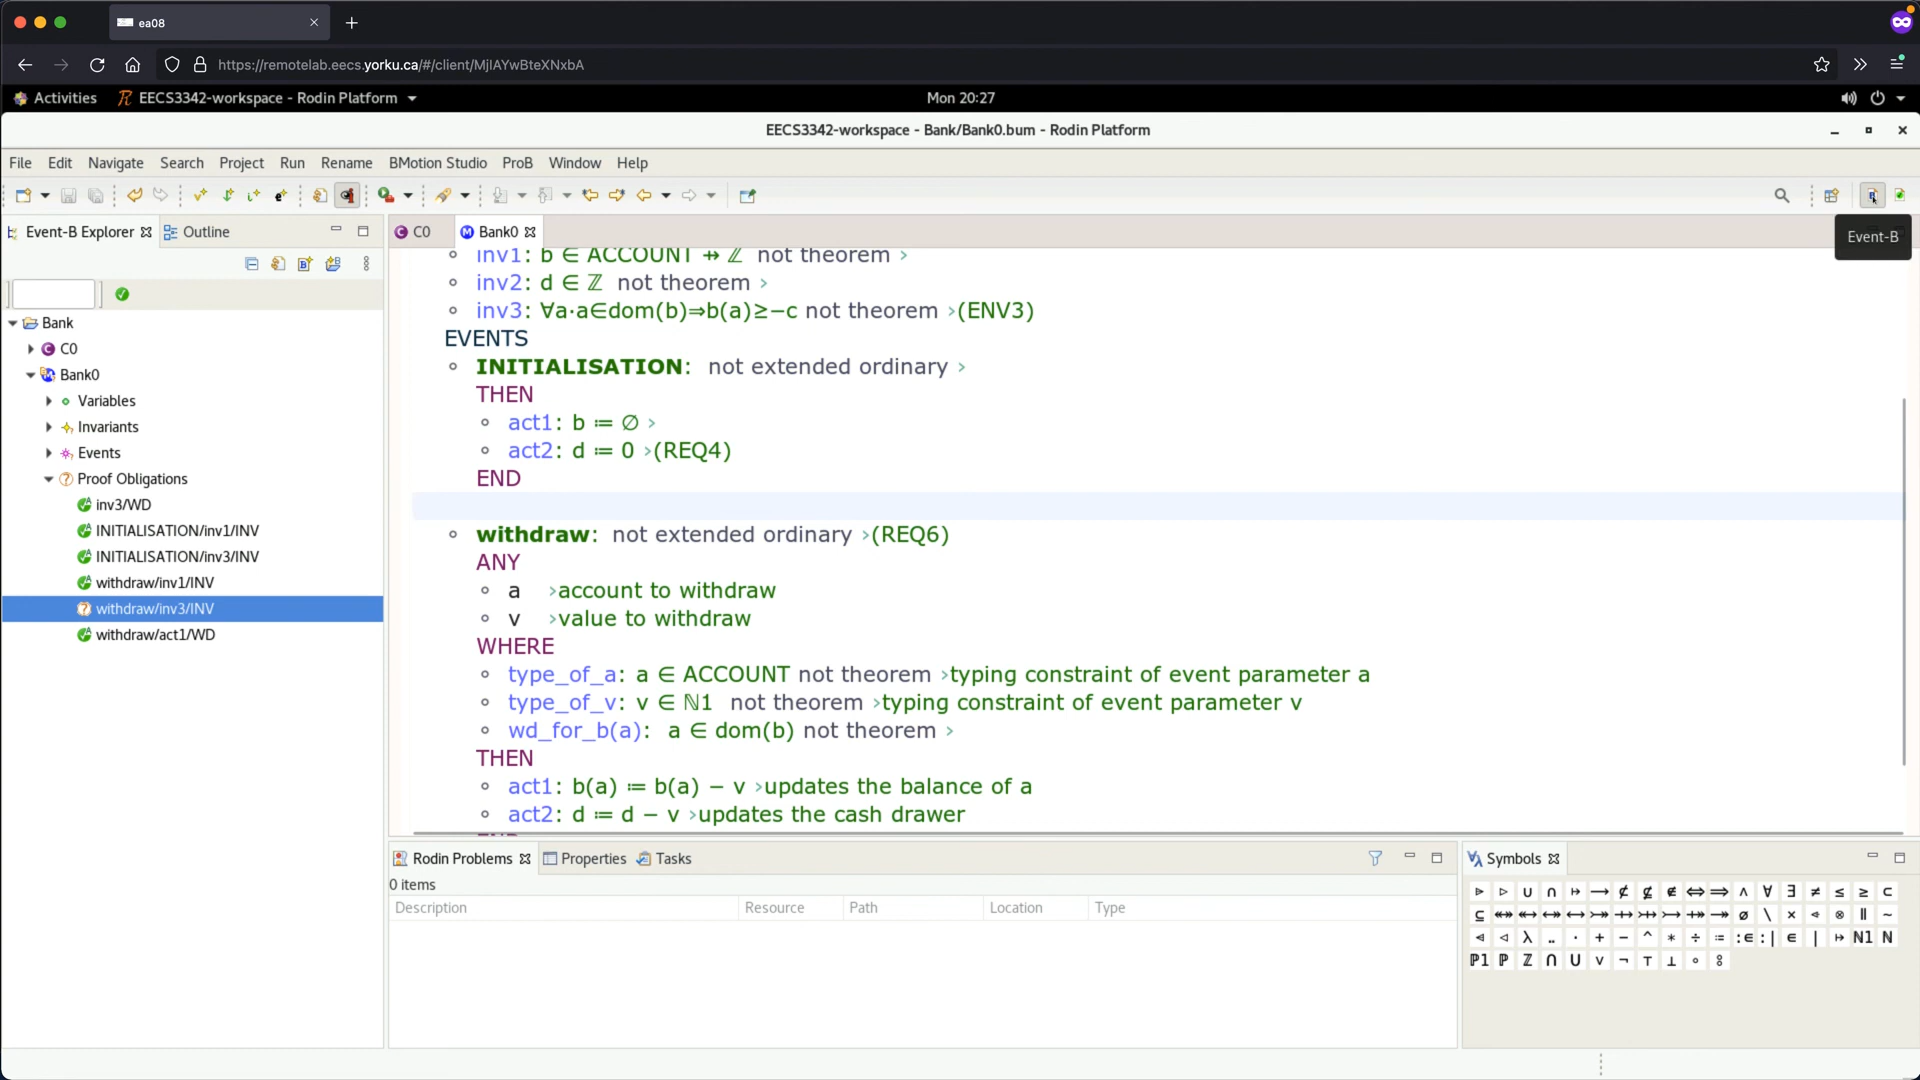 ea08
https://remotelab.eecs.yorku.ca/#/client/MjIAYwBteXNxbA
Activities
EECS3342-workspace - Rodin Platform
Mon 20:27
EECS3342-workspace - Bank/Bank0.bum - Rodin Platform
File Edit Navigate Search Project Run Rename BMotion Studio ProB Window Help
Event-B Explorer
Outline
C0
Bank0
Event-B
Bank
C0
Bank0
Variables
Invariants
Events
Proof Obligations
inv3/WD
INITIALISATION/inv1/INV
INITIALISATION/inv3/INV
withdraw/inv1/INV
withdraw/inv3/INV
withdraw/act1/WD
◦ inv1: b ∈ ACCOUNT ⇸ ℤ not theorem ›
◦ inv2: d ∈ ℤ not theorem ›
◦ inv3: ∀a·a∈dom(b)⇒b(a)≥−c not theorem ›(ENV3)
EVENTS
◦ INITIALISATION: not extended ordinary ›
THEN
◦ act1: b ≔ ∅ ›
◦ act2: d ≔ 0 ›(REQ4)
END
◦ withdraw: not extended ordinary ›(REQ6)
ANY
◦ a ›account to withdraw
◦ v ›value to withdraw
WHERE
◦ type_of_a: a ∈ ACCOUNT not theorem ›typing constraint of event parameter a
◦ type_of_v: v ∈ ℕ1 not theorem ›typing constraint of event parameter v
◦ wd_for_b(a): a ∈ dom(b) not theorem ›
THEN
◦ act1: b(a) ≔ b(a) − v ›updates the balance of a
◦ act2: d ≔ d − v ›updates the cash drawer
Rodin Problems
Properties
Tasks
0 items
Description Resource Path Location Type
Symbols
∪ ∩ ↦ ⟶ ⊄ ⊈ ∉ ⇔ ⇒ ∧ ∀ ∃ ≠ ≤ ≥ ⊂
⊆ ∅ \ × ⊗ ∥ ∼
λ ‥ · + − ^ ∗ ÷ ≔ :∈ :∣ ∈ ∣ ↦ ℕ1 ℕ
ℙ1 ℙ ℤ ⋂ ⋃ ∨ ¬ ⊤ ⊥ ∘